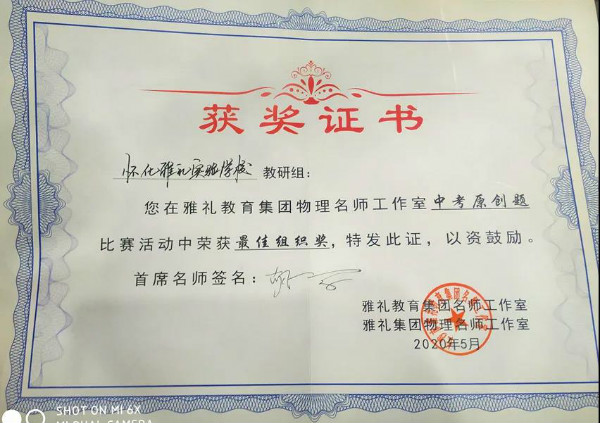 获奖证书
怀化雅礼实验学校 教研组：
您在雅礼教育集团物理名师工作室中考原创题
比赛活动中荣获最佳组织奖，特发此证，以资鼓励。
首席名师签名：
雅礼教育集团名师工作室
雅礼集团物理名师工作室
2020年5月
SHOT ON MI 6X
MI DUAL CAMERA